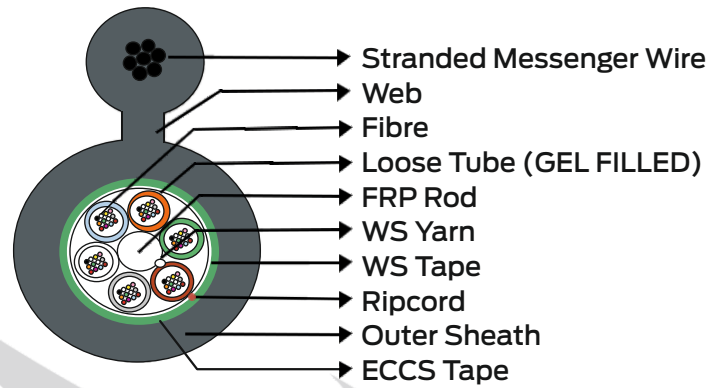 Stranded Messenger Wire
Web
Fibre
Loose Tube (GEL FILLED)
FRP Rod
WS Yarn
WS Tape
Ripcord
Outer Sheath
ECCS Tape